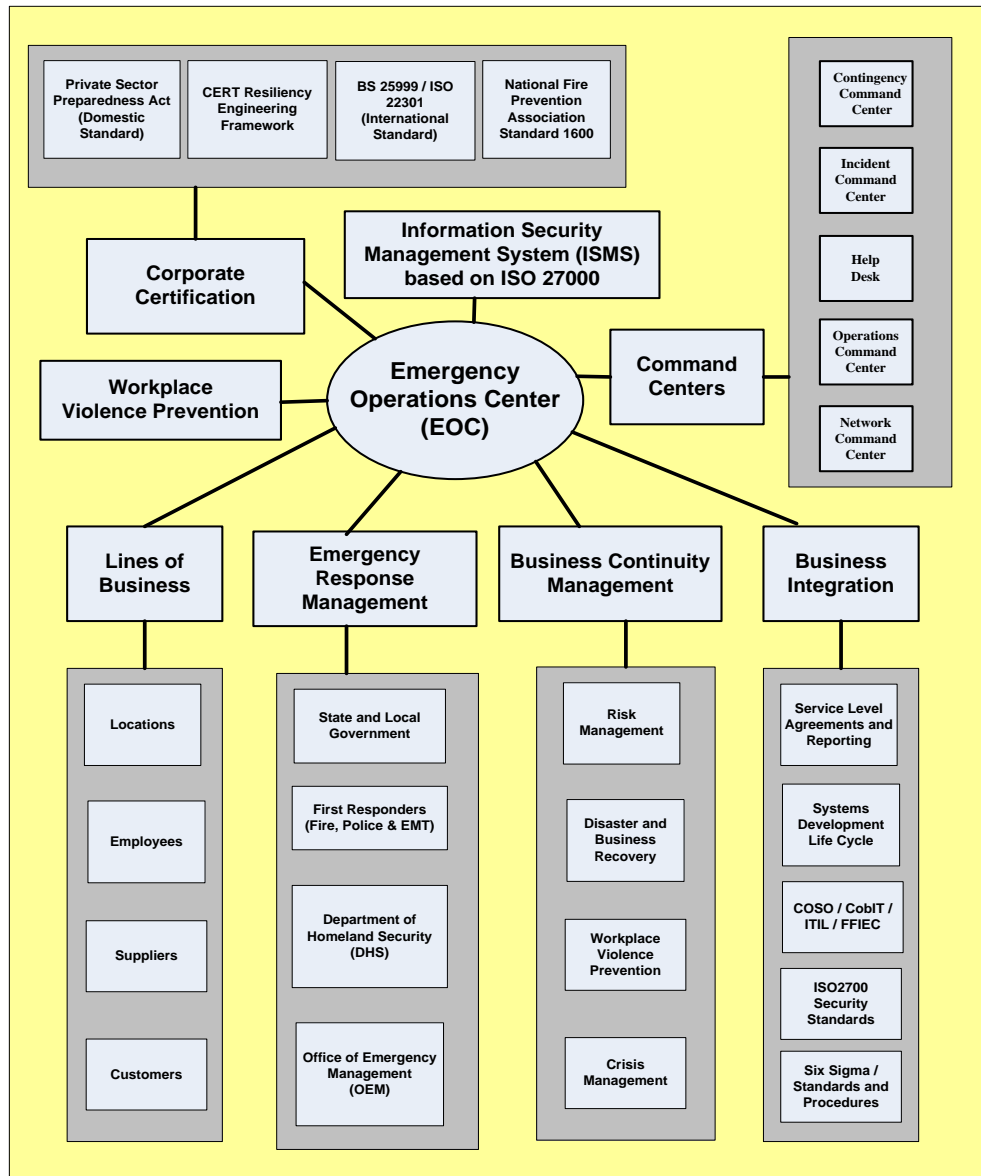 Private Sector
Preparedness Act
(Domestic
Standard)
CERT Resiliency
Engineering
Framework
BS 25999 / ISO
22301
(International
Standard)
National Fire
Prevention
Association
Standard 1600
Contingency
Command
Center
Incident
Command
Center
Help
Desk
Operations
Command
Center
Network
Command
Center
Corporate
Certification
Information Security
Management System (ISMS)
based on ISO 27000
Workplace
Violence Prevention
Emergency
Operations Center
(EOC)
Command
Centers
Lines of
Business
Emergency
Response
Management
Business Continuity
Management
Business
Integration
Locations
Employees
Suppliers
Customers
State and Local
Government
First Responders
(Fire, Police & EMT)
Department of
Homeland Security
(DHS)
Office of Emergency
Management
(OEM)
Risk
Management
Disaster and
Business
Recovery
Workplace
Violence
Prevention
Crisis
Management
Service Level
Agreements and
Reporting
Systems
Development
Life Cycle
COSO / CobIT /
ITIL / FFIEC
ISO2700
Security
Standards
Six Sigma /
Standards and
Procedures